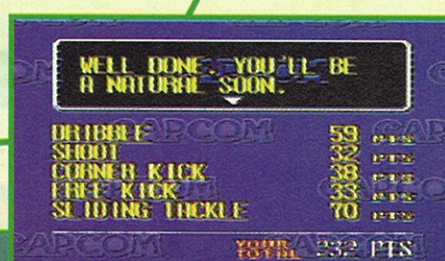 WELL DONE. YOU'LL BE
A NATURAL SOON.
DRIBBLE 59 PTS
SHOOT 32 PTS
CORNER KICK 38 PTS
FREE KICK 33 PTS
SLIDING TACKLE 70 PTS
YOUR TOTAL 232 PTS
CAPCOM
CAPCOM